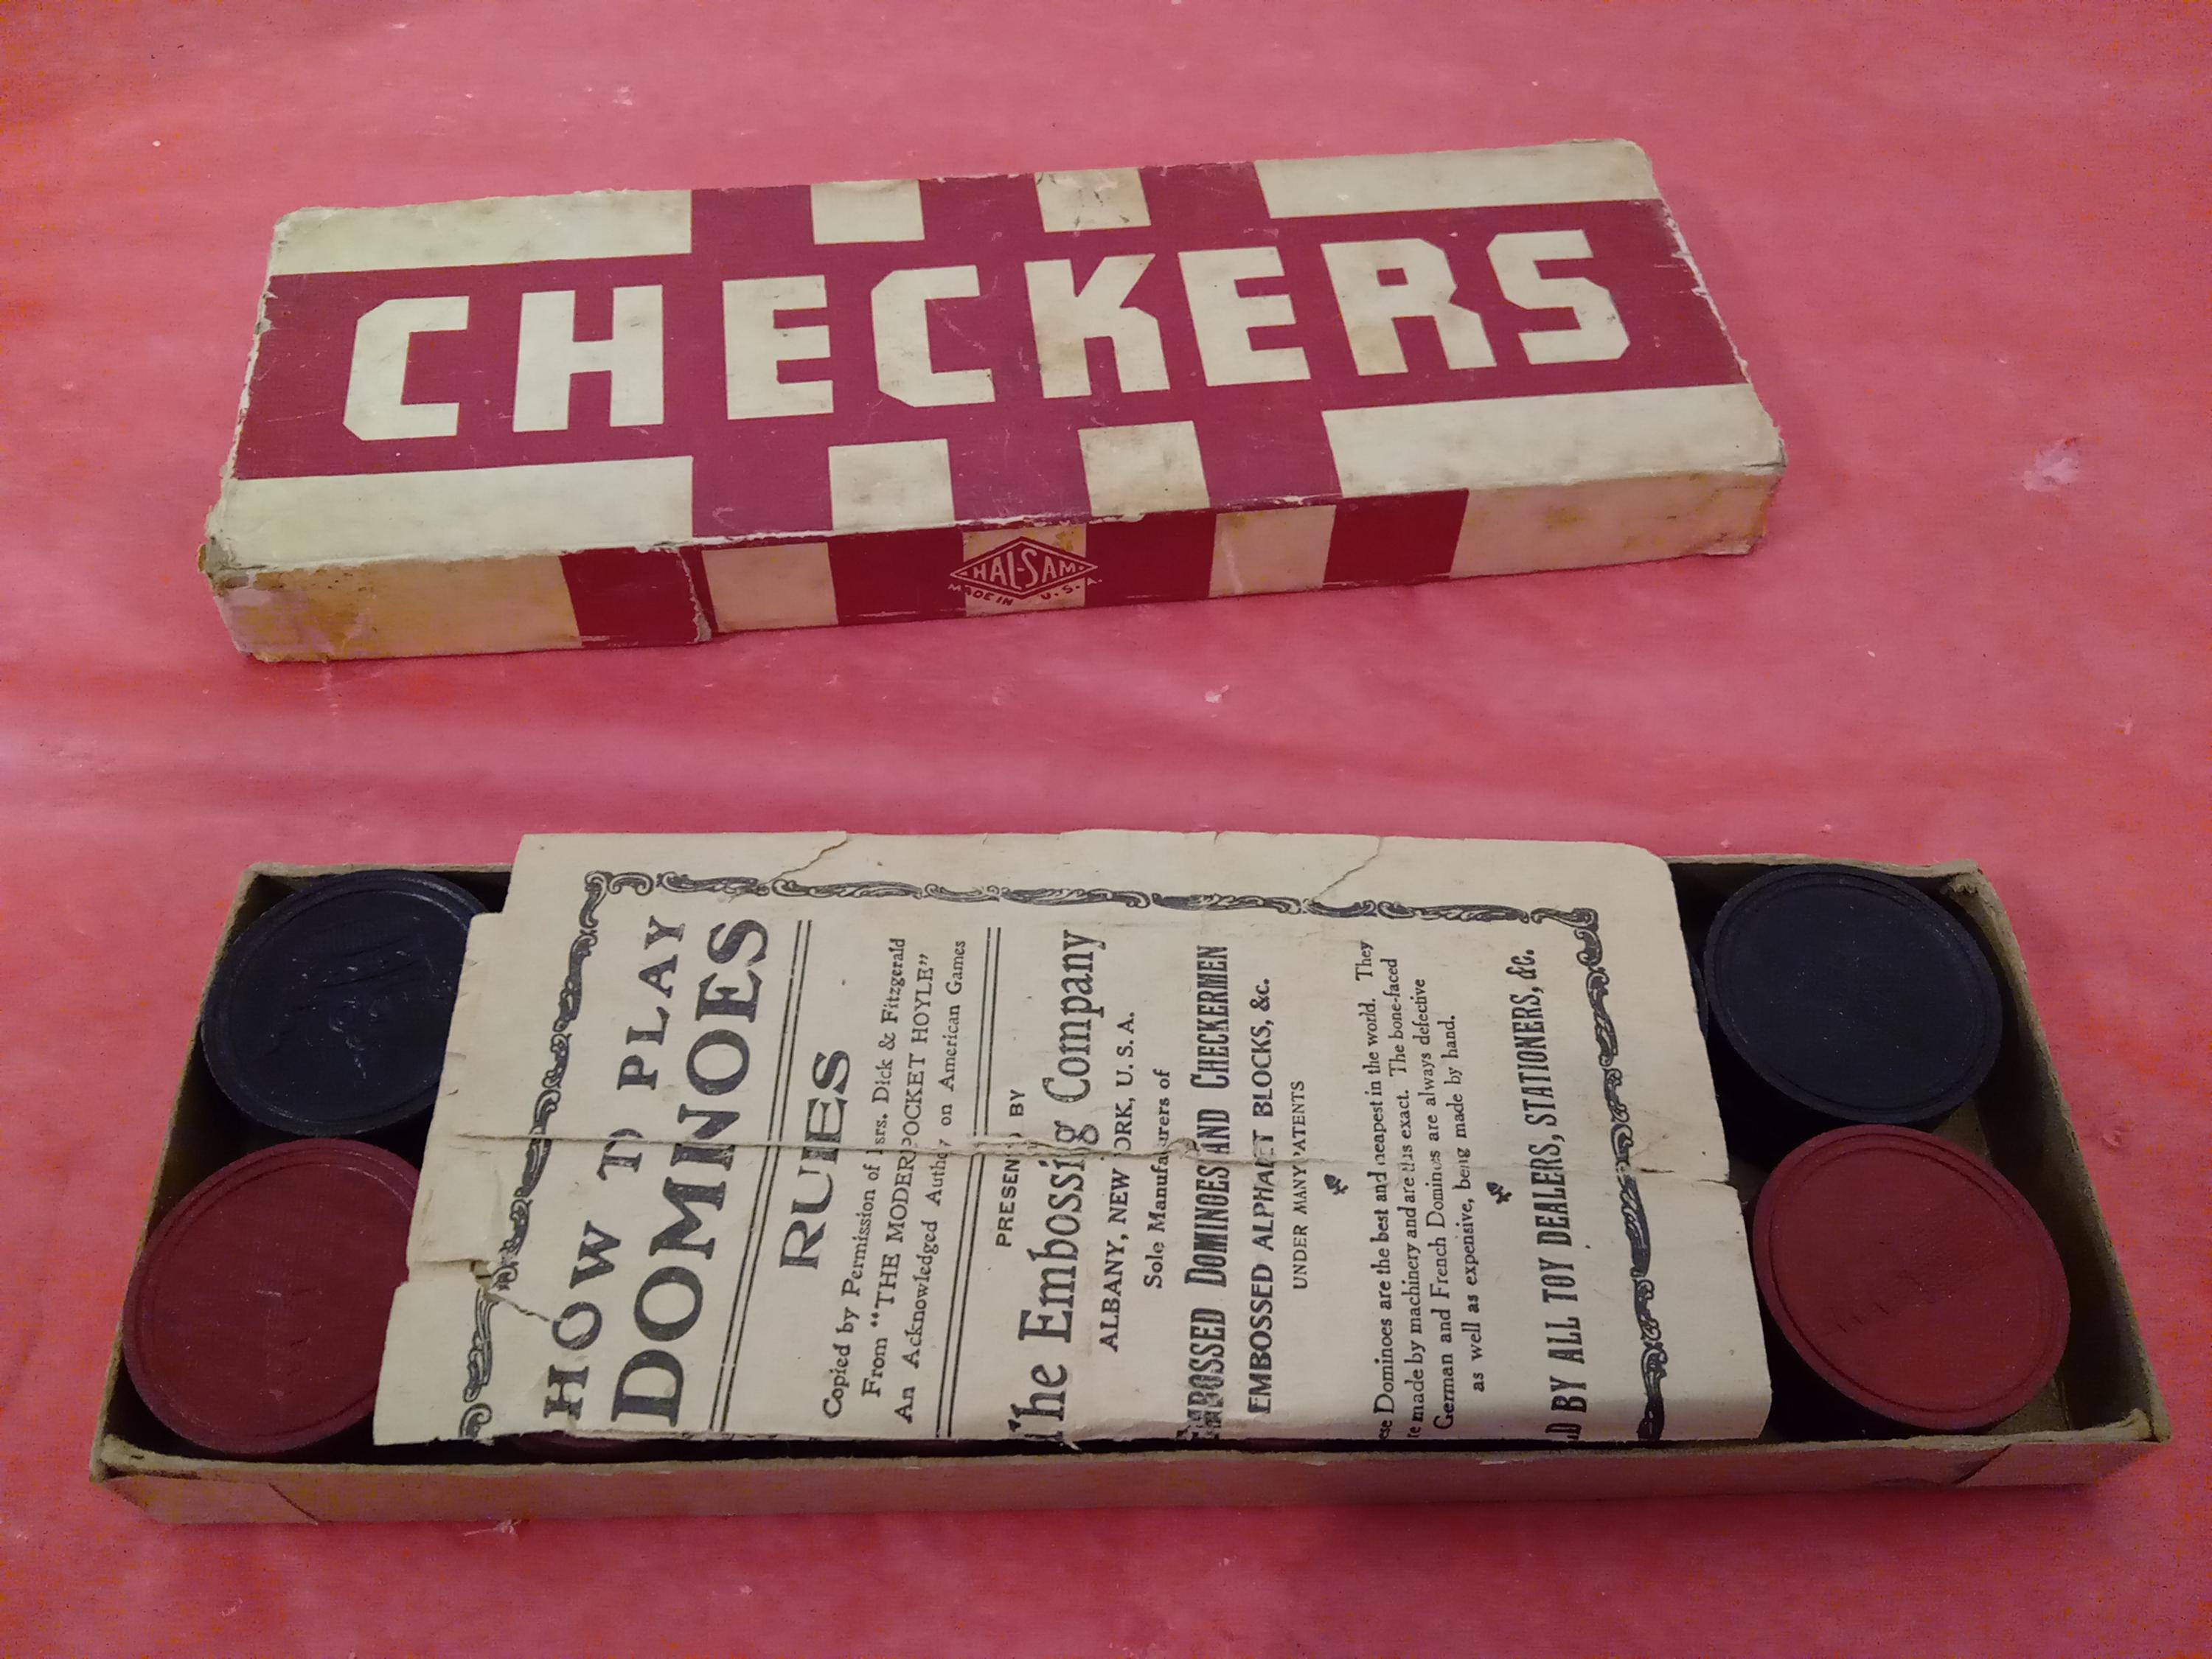 CHECKERS
HAL-SAM
MADE IN U.S.A.
HOW TO PLAY
DOMINOES
RULES
Copied by Permission of Dick & Fitzgerald
From "THE MODERN POCKET HOYLE"
An Acknowledged Authority on American Games
PRESENTED BY
The Embossing Company
ALBANY, NEW YORK, U. S. A.
Sole Manufacturers of
EMBOSSED DOMINOES AND CHECKERMEN
EMBOSSED ALPHABET BLOCKS, &c.
UNDER MANY PATENTS
ese Dominoes are the best and neapest in the world. They
re made by machinery and are thus exact. The bone-faced
German and French Dominoes are always defective
as well as expensive, being made by hand.
LD BY ALL TOY DEALERS, STATIONERS, &c.